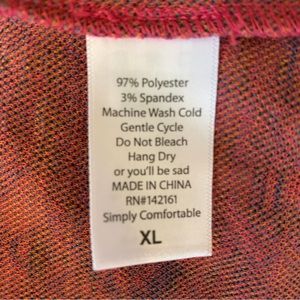 97% Polyester
3% Spandex
Machine Wash Cold
Gentle Cycle
Do Not Bleach
Hang Dry
or you'll be sad
MADE IN CHINA
RN#142161
Simply Comfortable
XL